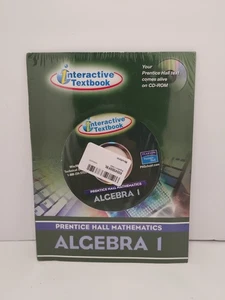 interactive
Textbook
Your
Prentice Hall text
comes alive
on CD-ROM
interactive
Textbook
PRENTICE HALL MATHEMATICS
ALGEBRA 1
PRENTICE HALL MATHEMATICS
ALGEBRA 1